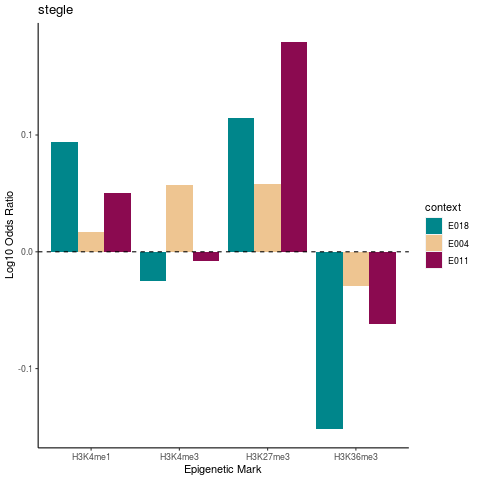 stegle
Log10 Odds Ratio
0.1
0.0
-0.1
H3K4me1 H3K4me3 H3K27me3 H3K36me3
Epigenetic Mark
context
E018
E004
E011